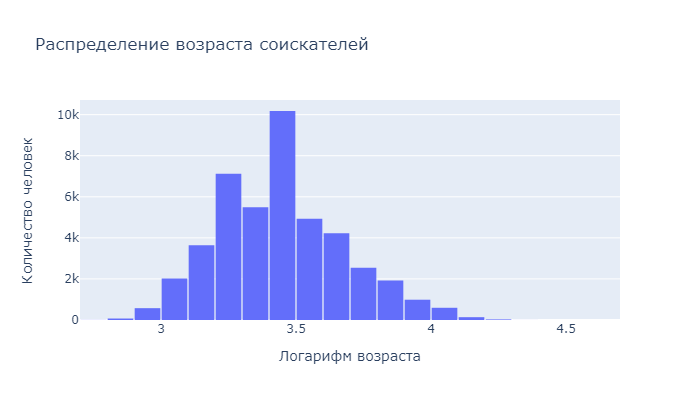 Распределение возраста соискателей
10k
8k
6k
4k
2k
0
Количество человек
3
3.5
4
4.5
Логарифм возраста